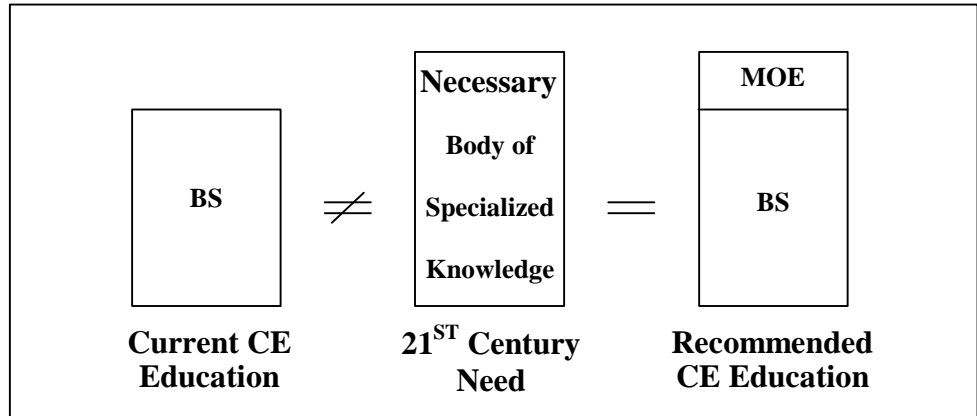 BS
Current CE
Education
≠
Necessary
Body of
Specialized
Knowledge
21ST Century
Need
=
MOE
BS
Recommended
CE Education